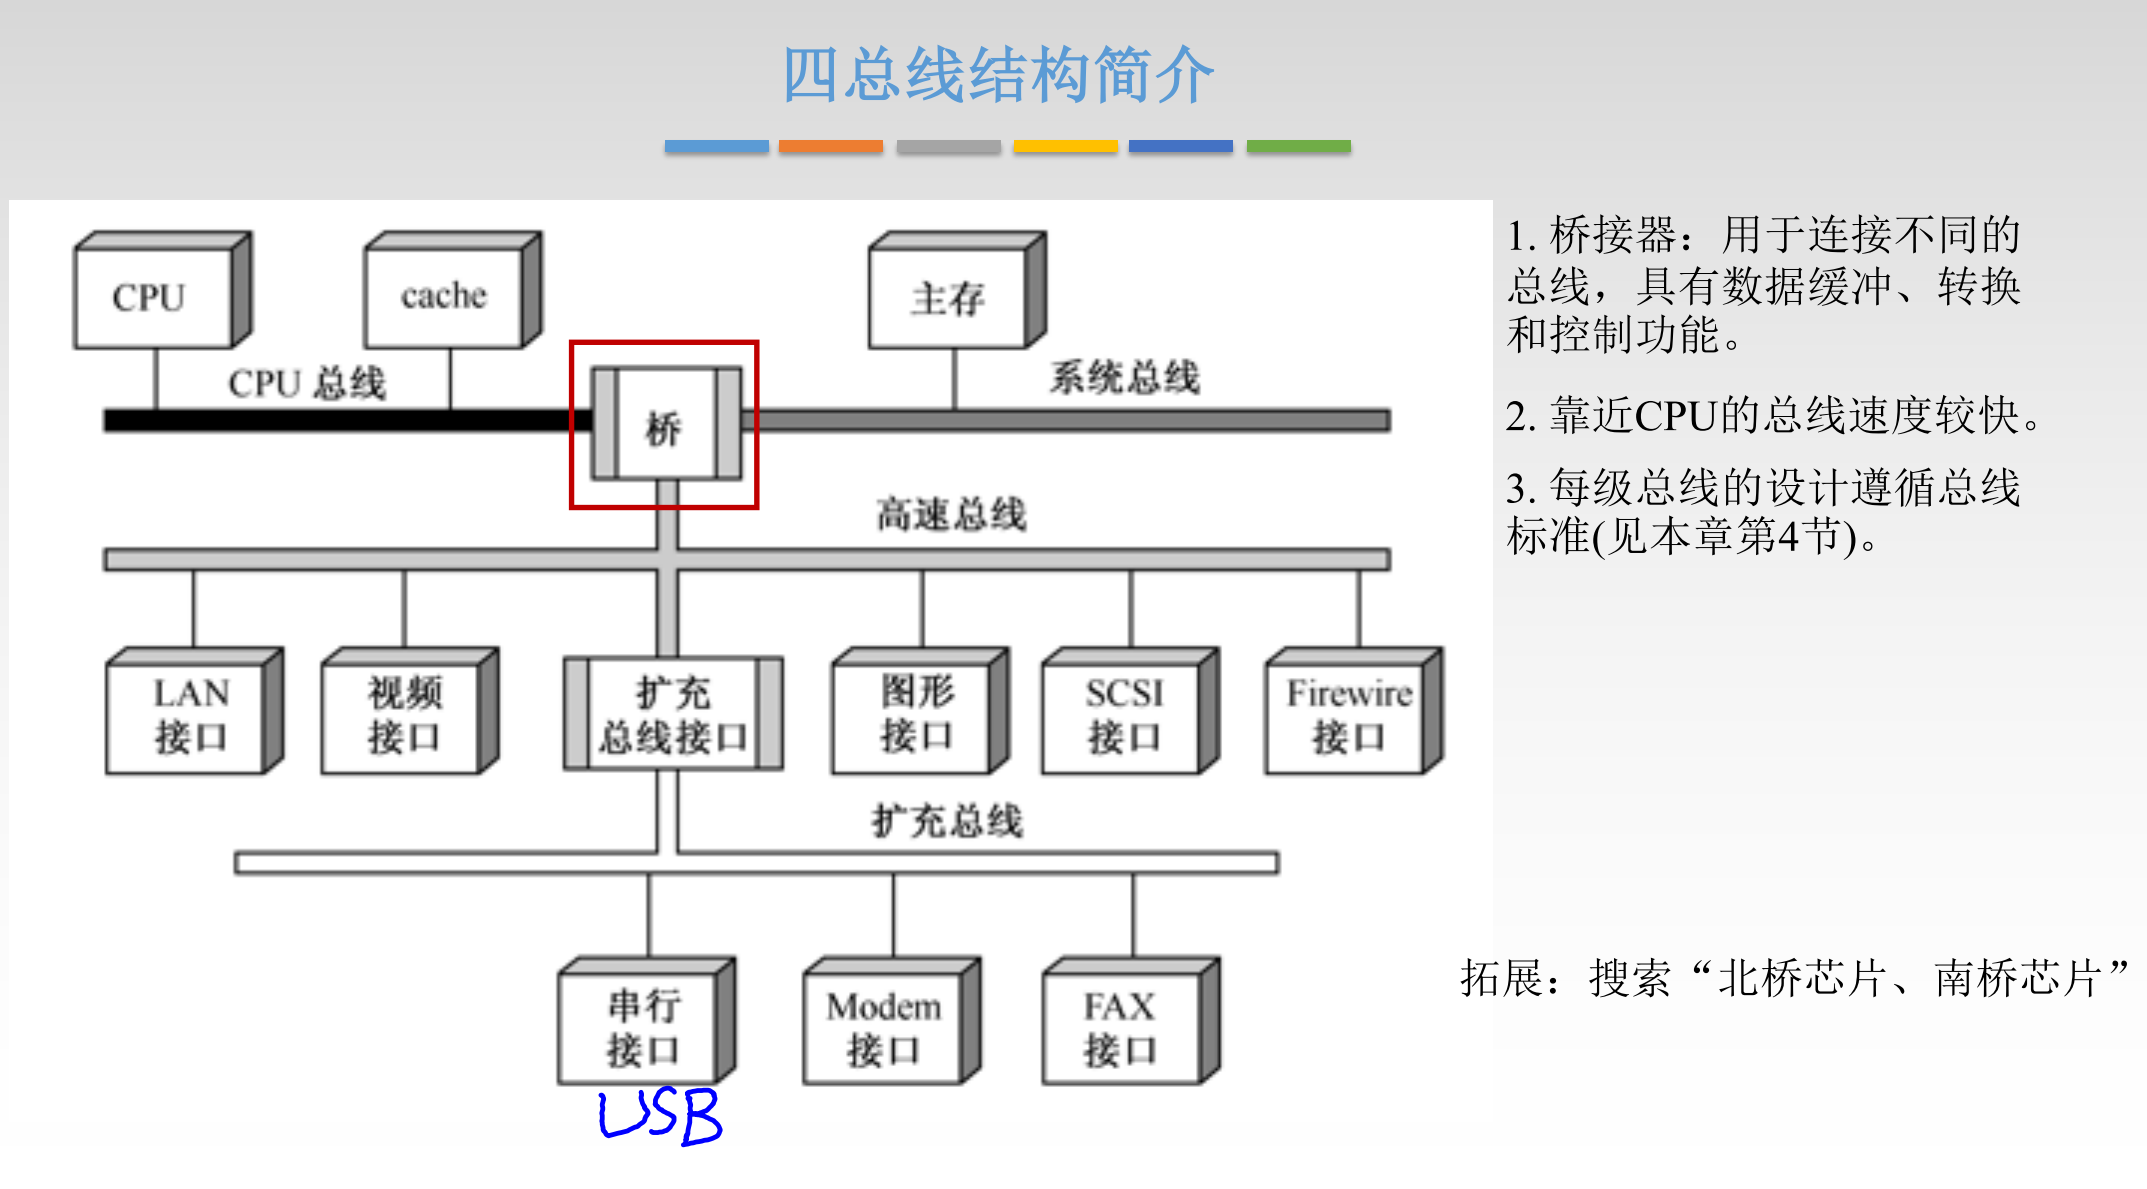 四总线结构简介
CPU
cache
主存
CPU 总线
桥
系统总线
高速总线
LAN
接口
视频
接口
扩充
总线接口
图形
接口
SCSI
接口
Firewire
接口
扩充总线
串行
接口
Modem
接口
FAX
接口
USB
1. 桥接器：用于连接不同的
总线，具有数据缓冲、转换
和控制功能。
2. 靠近CPU的总线速度较快。
3. 每级总线的设计遵循总线
标准(见本章第4节)。
拓展：搜索“北桥芯片、南桥芯片”